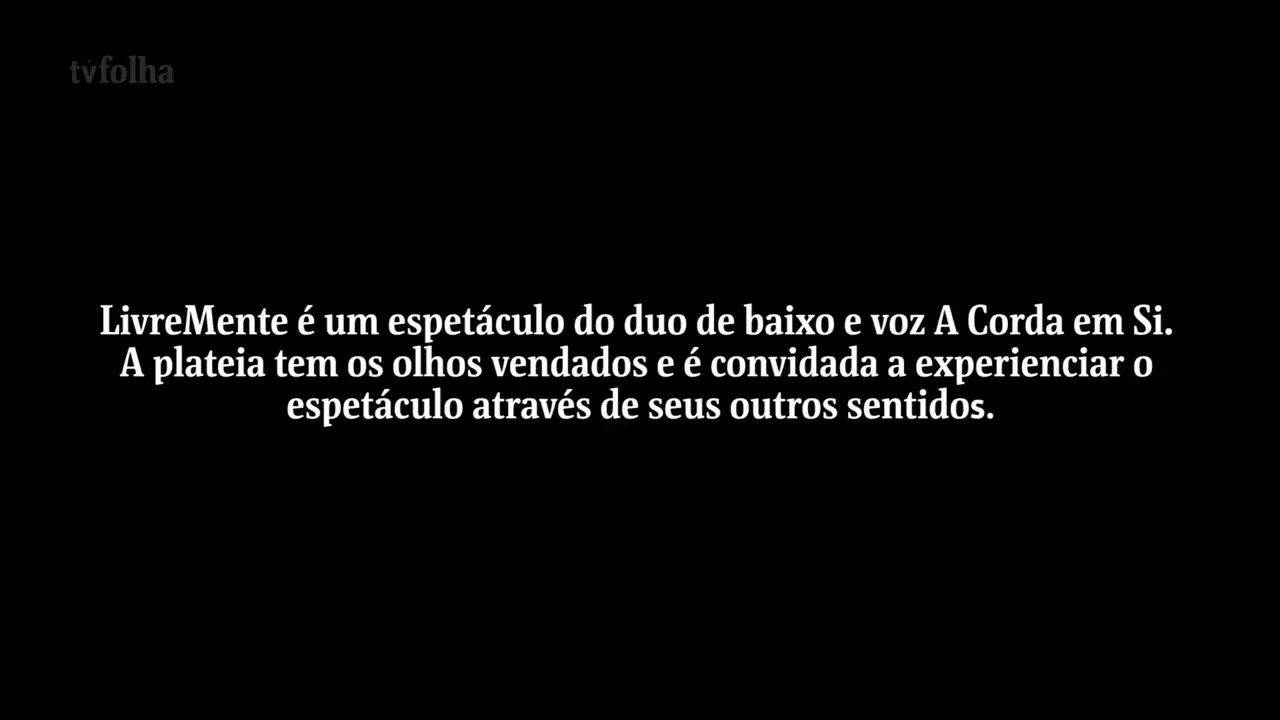 tvfolha
LivreMente é um espetáculo do duo de baixo e voz A Corda em Si.
A plateia tem os olhos vendados e é convidada a experienciar o
espetáculo através de seus outros sentidos.